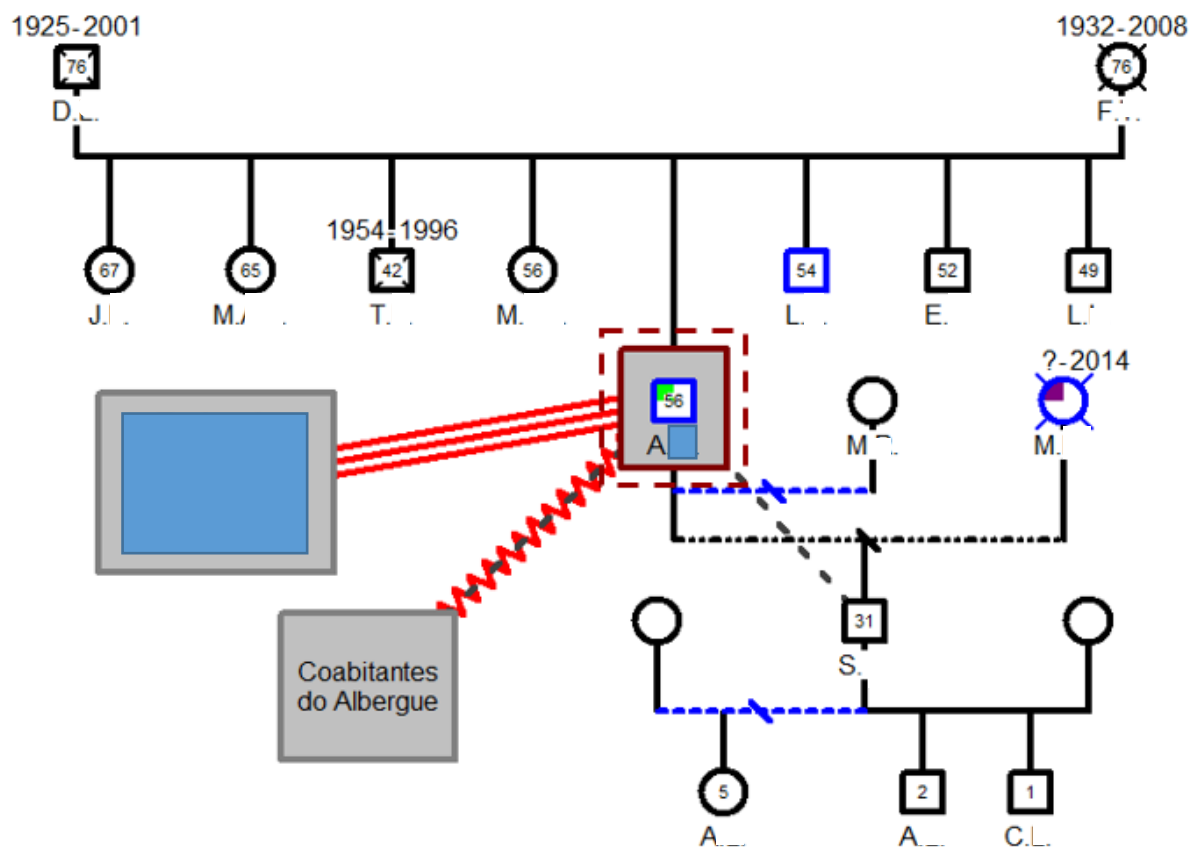 1925-2001
1932-2008
76
76
D.L.
F.
1954-1996
67
65
42
56
54
52
49
J.
M.
T.
M.
L.
E.
L.
?-2014
56
A.
M.
M.
Coabitantes
do Albergue
31
S.
5
2
1
A.
A.
C.L.